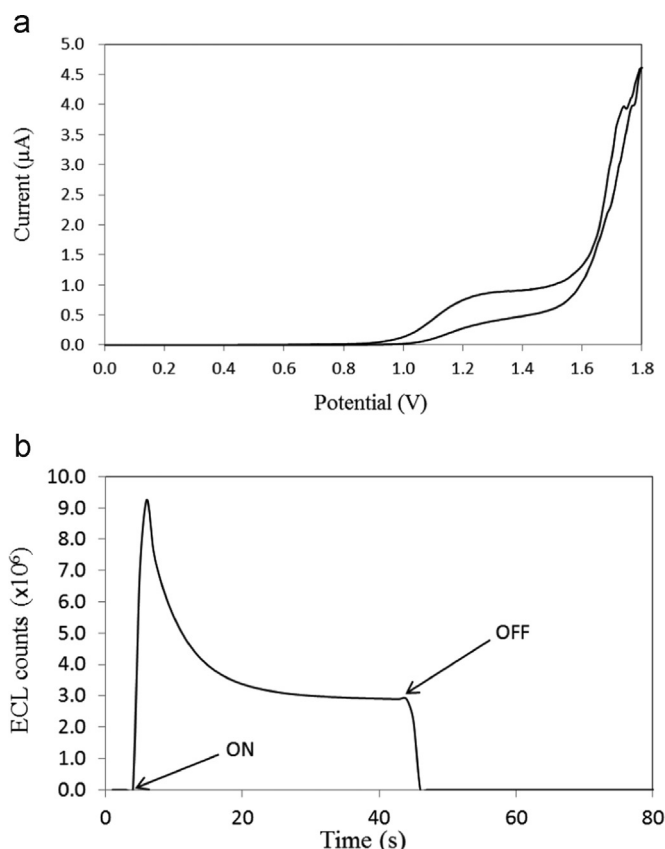 a
5.0
4.5
4.0
3.5
3.0
2.5
2.0
1.5
1.0
0.5
0.0
Current (µA)
0.0 0.2 0.4 0.6 0.8 1.0 1.2 1.4 1.6 1.8
Potential (V)
b
10.0
9.0
8.0
7.0
6.0
5.0
4.0
3.0
2.0
1.0
0.0
ECL counts (x10⁶)
OFF
ON
0 20 40 60 80
Time (s)